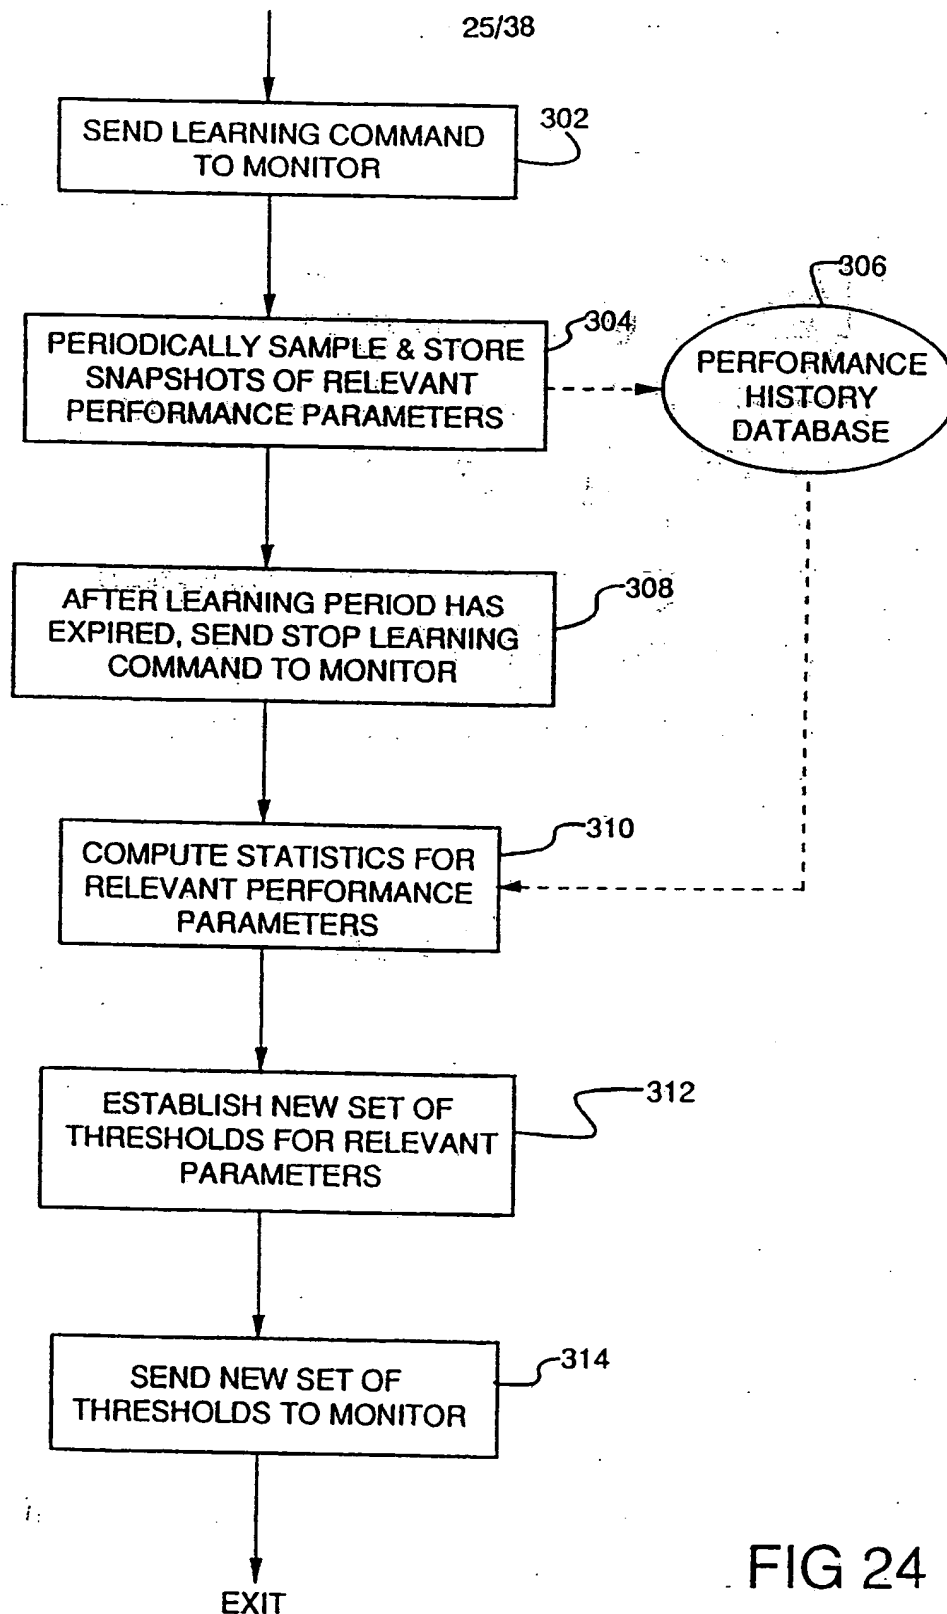 25/38
SEND LEARNING COMMAND
TO MONITOR
302
PERIODICALLY SAMPLE & STORE
SNAPSHOTS OF RELEVANT
PERFORMANCE PARAMETERS
304
306
PERFORMANCE
HISTORY
DATABASE
AFTER LEARNING PERIOD HAS
EXPIRED, SEND STOP LEARNING
COMMAND TO MONITOR
308
COMPUTE STATISTICS FOR
RELEVANT PERFORMANCE
PARAMETERS
310
ESTABLISH NEW SET OF
THRESHOLDS FOR RELEVANT
PARAMETERS
312
SEND NEW SET OF
THRESHOLDS TO MONITOR
314
EXIT
FIG 24